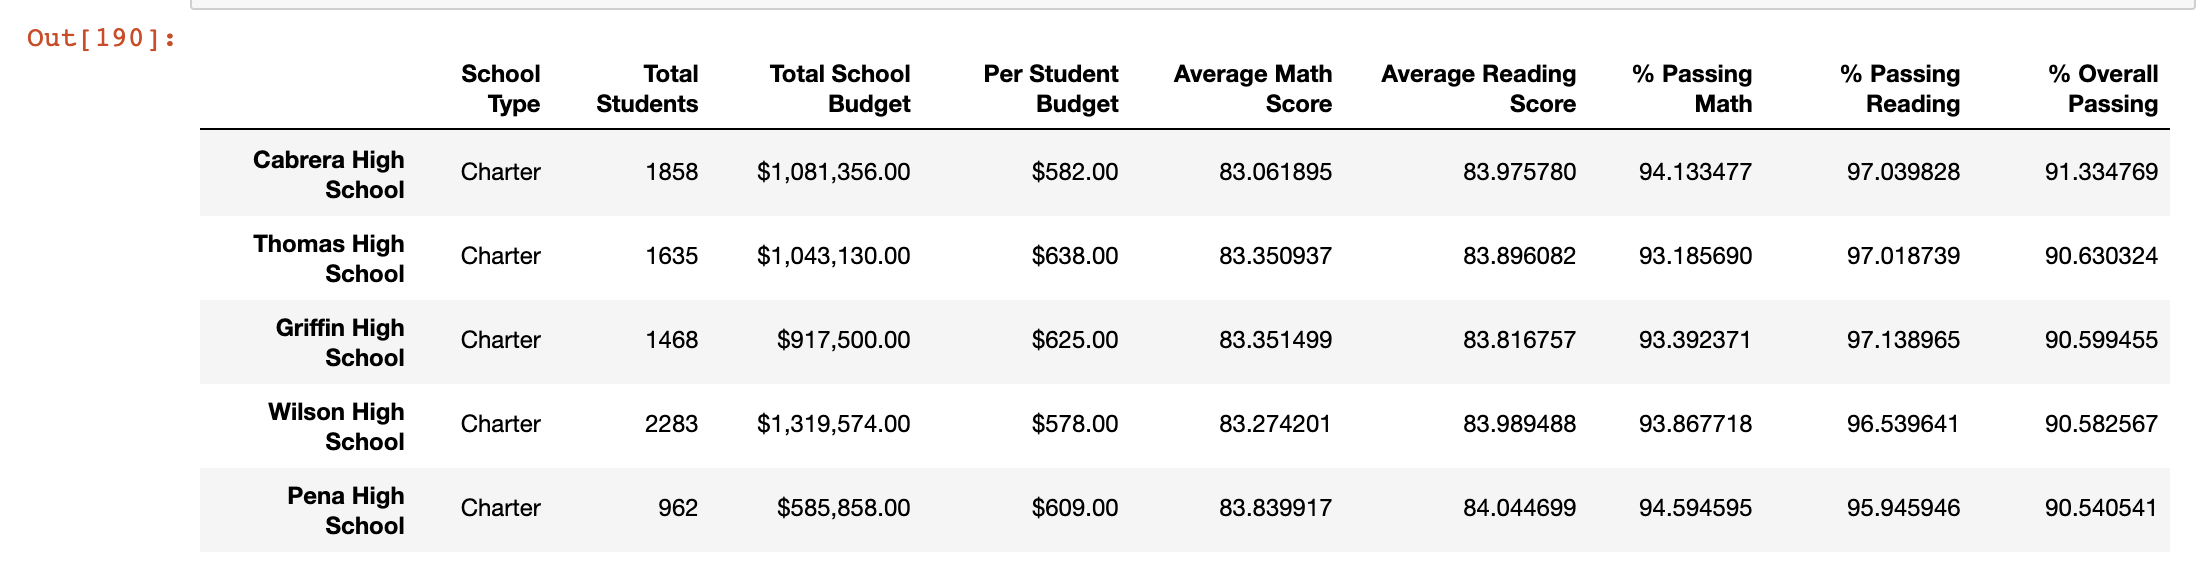 Out[190]:
School Total Total School Per Student Average Math Average Reading % Passing % Passing % Overall
Type Students Budget Budget Score Score Math Reading Passing
Cabrera High
School Charter 1858 $1,081,356.00 $582.00 83.061895 83.975780 94.133477 97.039828 91.334769
Thomas High
School Charter 1635 $1,043,130.00 $638.00 83.350937 83.896082 93.185690 97.018739 90.630324
Griffin High
School Charter 1468 $917,500.00 $625.00 83.351499 83.816757 93.392371 97.138965 90.599455
Wilson High
School Charter 2283 $1,319,574.00 $578.00 83.274201 83.989488 93.867718 96.539641 90.582567
Pena High
School Charter 962 $585,858.00 $609.00 83.839917 84.044699 94.594595 95.945946 90.540541